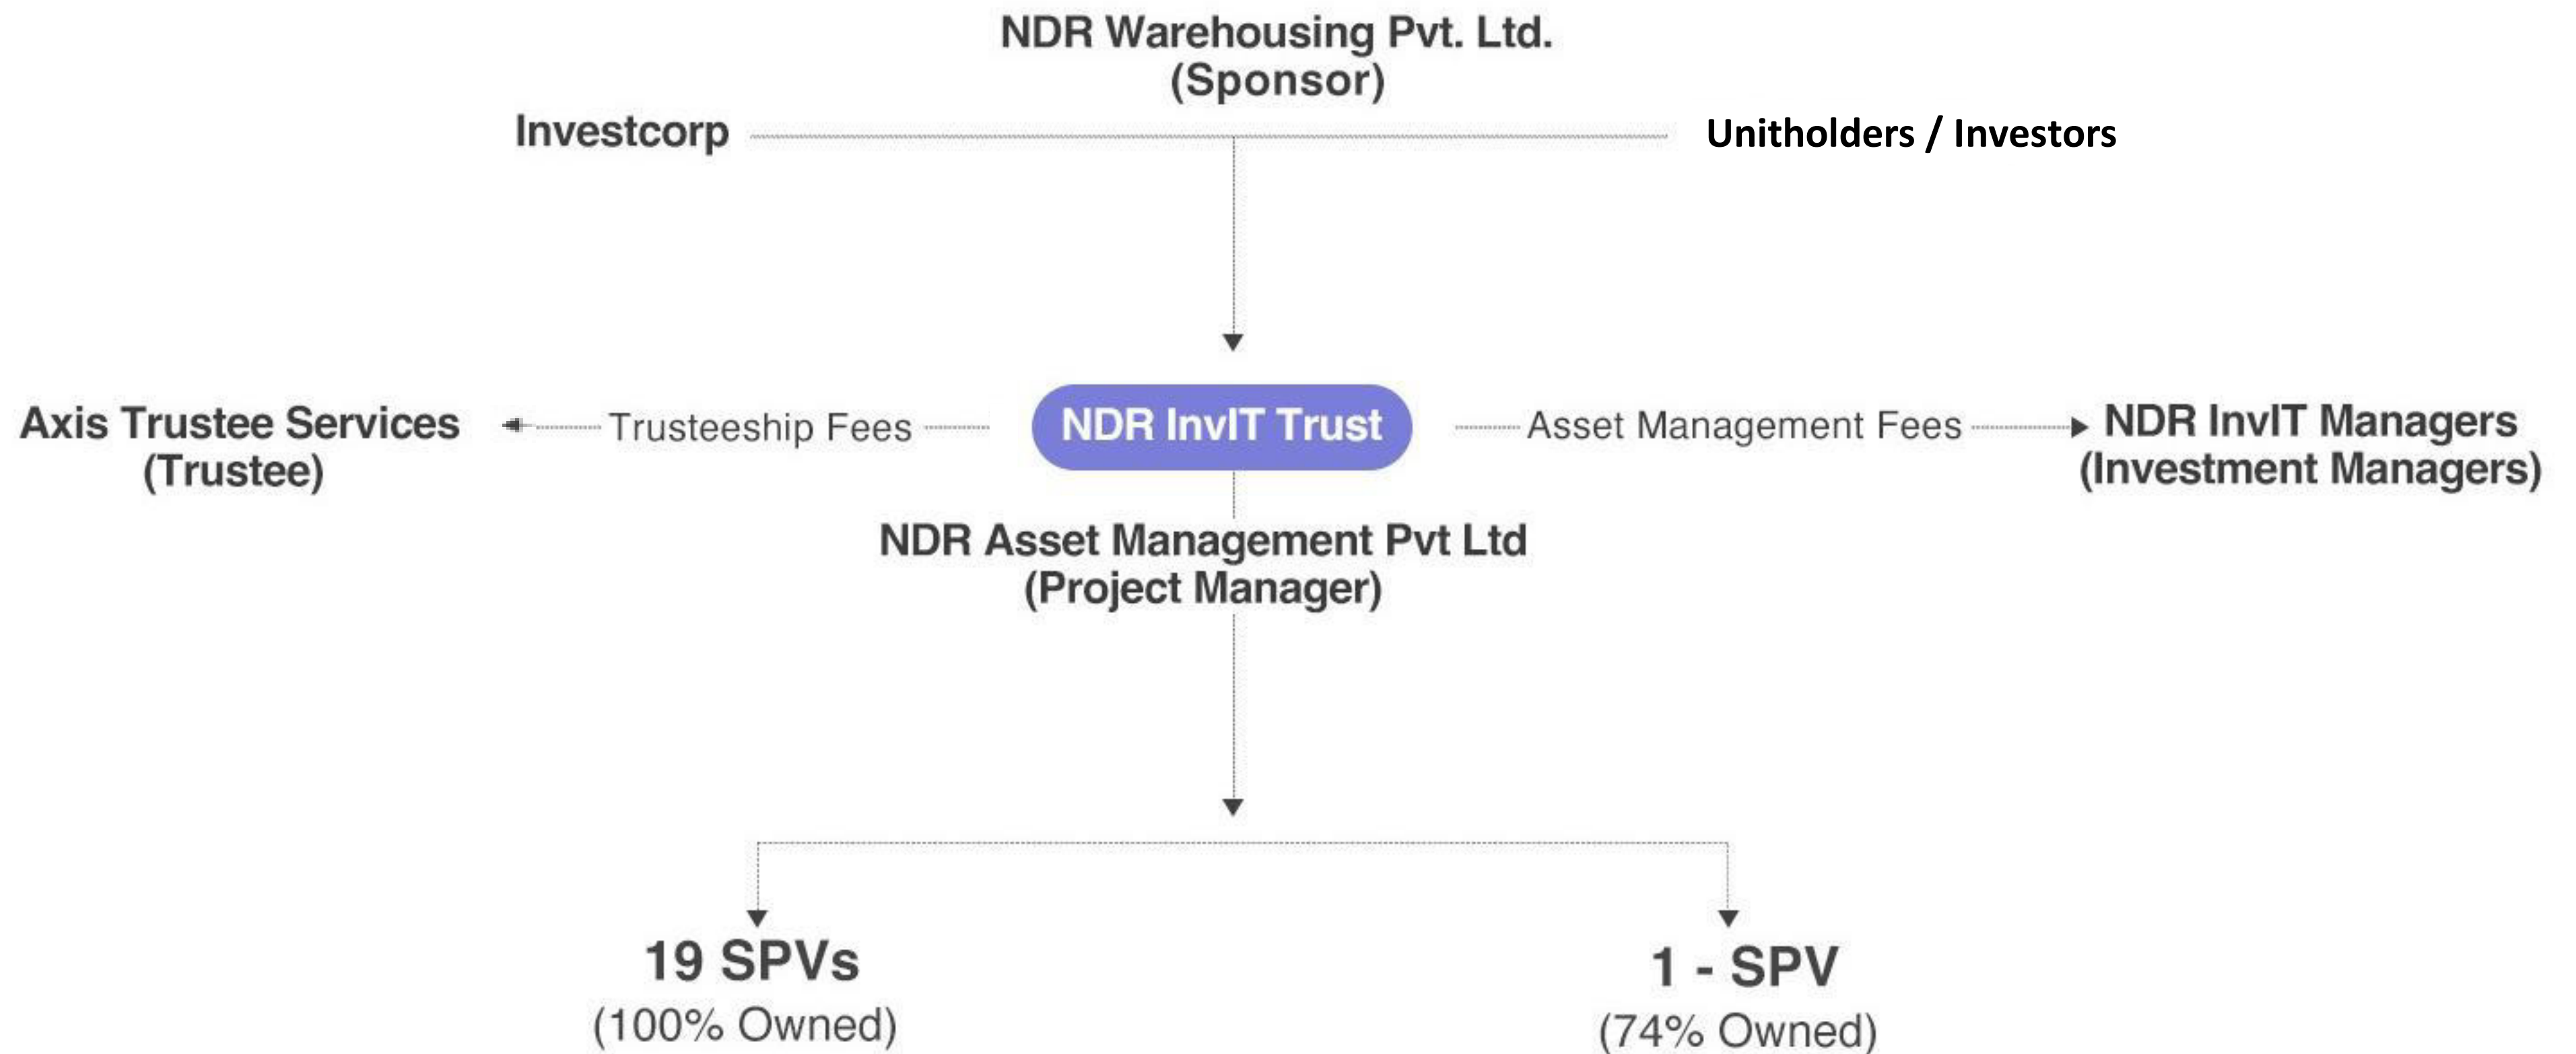 NDR Warehousing Pvt. Ltd.
(Sponsor)
Investcorp
Unitholders / Investors
Axis Trustee Services
(Trustee)
Trusteeship Fees
NDR InvIT Trust
Asset Management Fees
NDR InvIT Managers
(Investment Managers)
NDR Asset Management Pvt Ltd
(Project Manager)
19 SPVs
(100% Owned)
1 - SPV
(74% Owned)